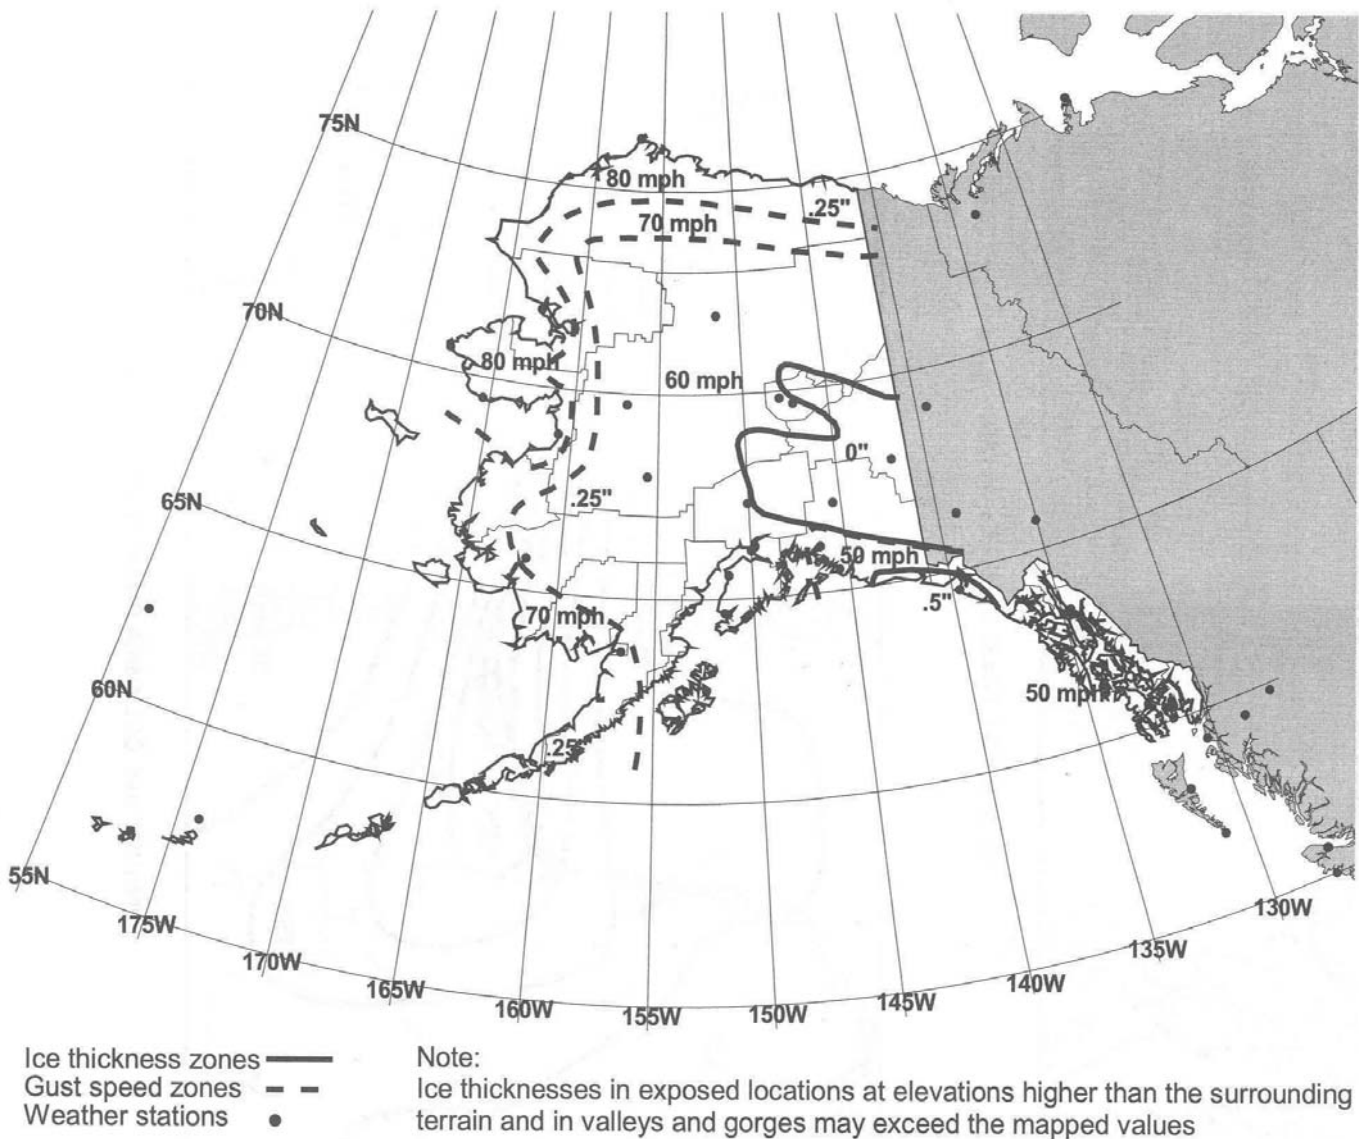 75N
80 mph
.25"
70 mph
70N
80 mph
60 mph
0"
65N
.25"
50 mph
.5"
70 mph
60N
50 mph
.25"
55N
175W
170W
165W
160W
155W
150W
145W
140W
135W
130W
Ice thickness zones
Gust speed zones
Weather stations
Note:
Ice thicknesses in exposed locations at elevations higher than the surrounding
terrain and in valleys and gorges may exceed the mapped values